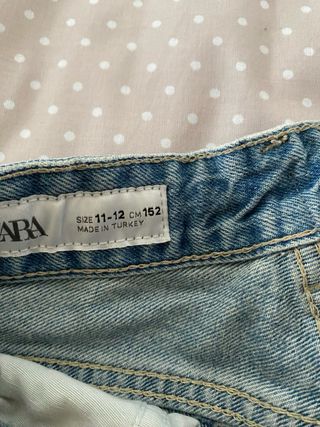 ZARA
SIZE 11-12 CM 152
MADE IN TURKEY